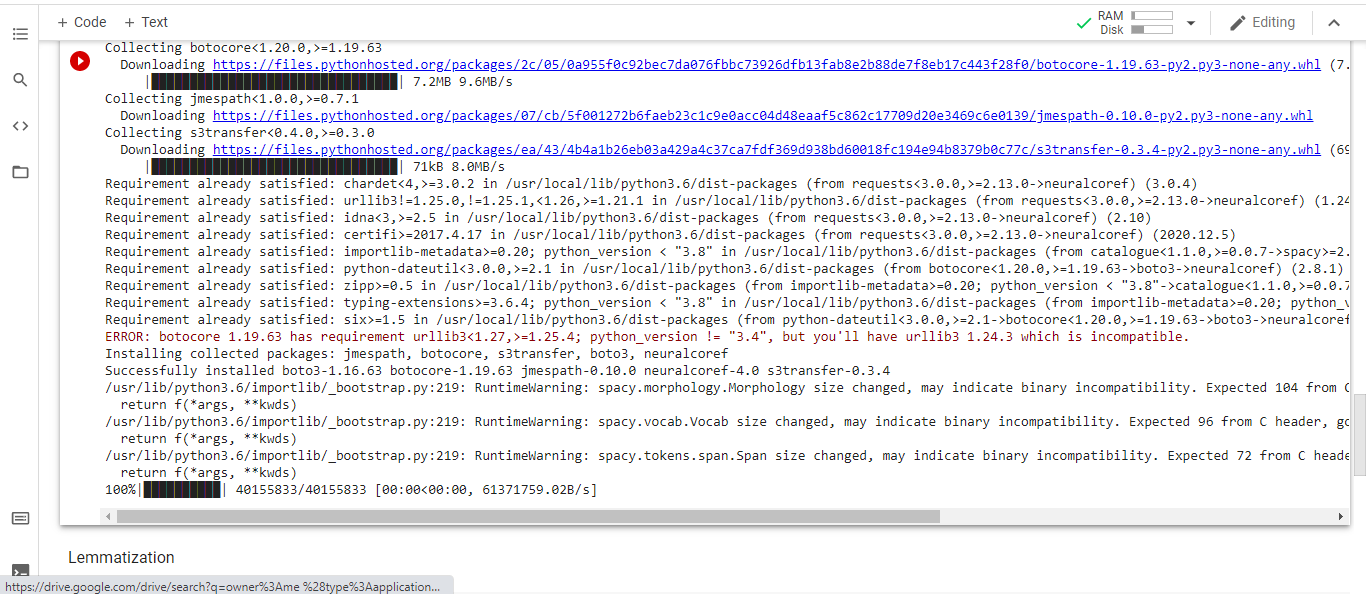 + Code + Text
RAM
Disk
Editing
Collecting botocore<1.20.0,>=1.19.63
Downloading https://files.pythonhosted.org/packages/2c/05/0a955f0c92bec7da076fbbc73926dfb13fab8e2b88de7f8eb17c443f28f0/botocore-1.19.63-py2.py3-none-any.whl (7.
| | 7.2MB 9.6MB/s
Collecting jmespath<1.0.0,>=0.7.1
Downloading https://files.pythonhosted.org/packages/07/cb/5f001272b6faeb23c1c9e0acc04d48eaaf5c862c17709d20e3469c6e0139/jmespath-0.10.0-py2.py3-none-any.whl
Collecting s3transfer<0.4.0,>=0.3.0
Downloading https://files.pythonhosted.org/packages/ea/43/4b4a1b26eb03a429a4c37ca7fdf369d938bd60018fc194e94b8379b0c77c/s3transfer-0.3.4-py2.py3-none-any.whl (69
| | 71kB 8.0MB/s
Requirement already satisfied: chardet<4,>=3.0.2 in /usr/local/lib/python3.6/dist-packages (from requests<3.0.0,>=2.13.0->neuralcoref) (3.0.4)
Requirement already satisfied: urllib3!=1.25.0,!=1.25.1,<1.26,>=1.21.1 in /usr/local/lib/python3.6/dist-packages (from requests<3.0.0,>=2.13.0->neuralcoref) (1.24
Requirement already satisfied: idna<3,>=2.5 in /usr/local/lib/python3.6/dist-packages (from requests<3.0.0,>=2.13.0->neuralcoref) (2.10)
Requirement already satisfied: certifi>=2017.4.17 in /usr/local/lib/python3.6/dist-packages (from requests<3.0.0,>=2.13.0->neuralcoref) (2020.12.5)
Requirement already satisfied: importlib-metadata>=0.20; python_version < "3.8" in /usr/local/lib/python3.6/dist-packages (from catalogue<1.1.0,>=0.0.7->spacy>=2.
Requirement already satisfied: python-dateutil<3.0.0,>=2.1 in /usr/local/lib/python3.6/dist-packages (from botocore<1.20.0,>=1.19.63->boto3->neuralcoref) (2.8.1)
Requirement already satisfied: zipp>=0.5 in /usr/local/lib/python3.6/dist-packages (from importlib-metadata>=0.20; python_version < "3.8"->catalogue<1.1.0,>=0.0.7
Requirement already satisfied: typing-extensions>=3.6.4; python_version < "3.8" in /usr/local/lib/python3.6/dist-packages (from importlib-metadata>=0.20; python_v
Requirement already satisfied: six>=1.5 in /usr/local/lib/python3.6/dist-packages (from python-dateutil<3.0.0,>=2.1->botocore<1.20.0,>=1.19.63->boto3->neuralcoref
ERROR: botocore 1.19.63 has requirement urllib3<1.27,>=1.25.4; python_version != "3.4", but you'll have urllib3 1.24.3 which is incompatible.
Installing collected packages: jmespath, botocore, s3transfer, boto3, neuralcoref
Successfully installed boto3-1.16.63 botocore-1.19.63 jmespath-0.10.0 neuralcoref-4.0 s3transfer-0.3.4
/usr/lib/python3.6/importlib/_bootstrap.py:219: RuntimeWarning: spacy.morphology.Morphology size changed, may indicate binary incompatibility. Expected 104 from C
return f(*args, **kwds)
/usr/lib/python3.6/importlib/_bootstrap.py:219: RuntimeWarning: spacy.vocab.Vocab size changed, may indicate binary incompatibility. Expected 96 from C header, go
return f(*args, **kwds)
/usr/lib/python3.6/importlib/_bootstrap.py:219: RuntimeWarning: spacy.tokens.span.Span size changed, may indicate binary incompatibility. Expected 72 from C heade
return f(*args, **kwds)
100%| | 40155833/40155833 [00:00<00:00, 61371759.02B/s]
Lemmatization
https://drive.google.com/drive/search?q=owner%3Ame %28type%3Aapplication...